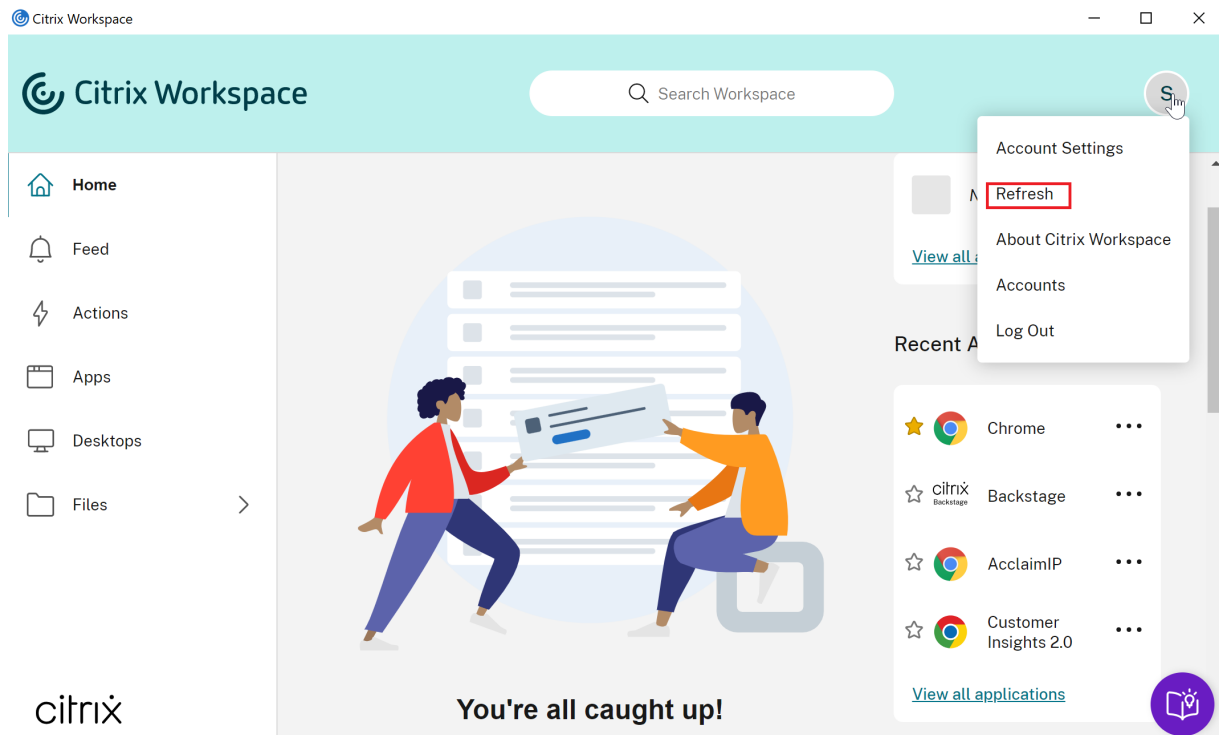 Citrix Workspace
Citrix Workspace
Search Workspace
S
Account Settings
Refresh
About Citrix Workspace
Accounts
Log Out
Home
Feed
Actions
Apps
Desktops
Files
citrix
You're all caught up!
View all
Recent A
Chrome
citrix
Backstage
Backstage
AcclaimIP
Customer
Insights 2.0
View all applications